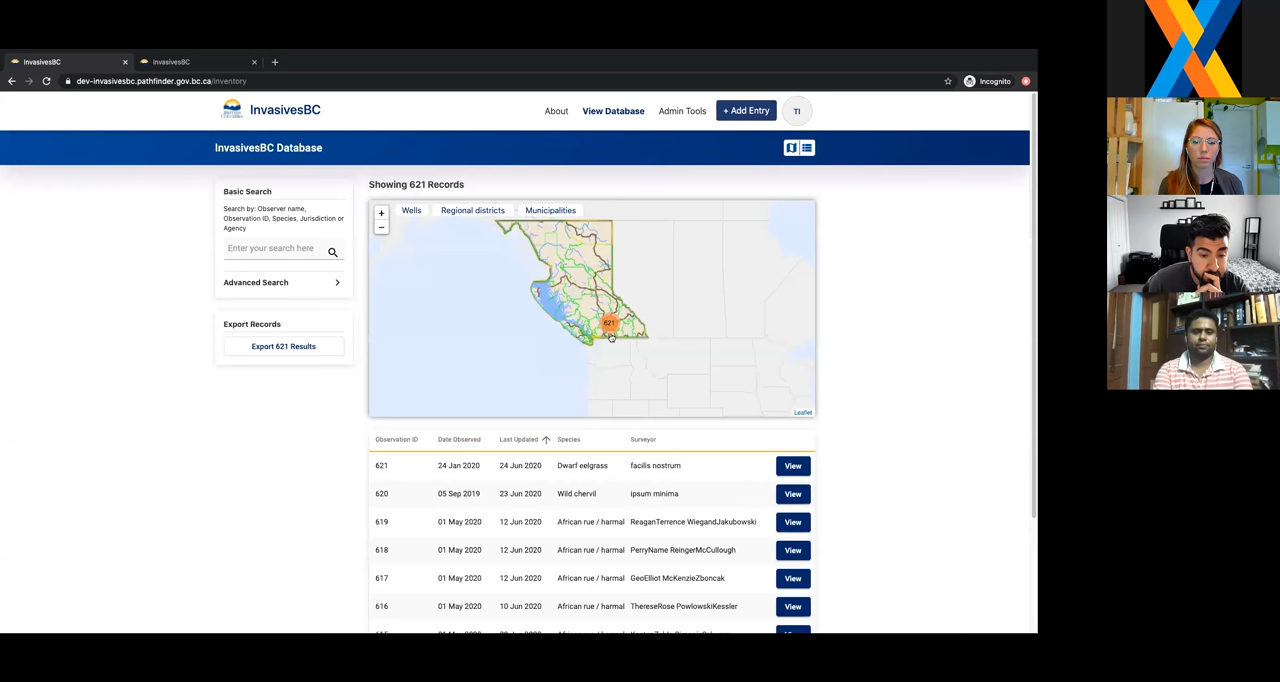 InvasivesBC
InvasivesBC
dev-invasivesbc.pathfinder.gov.bc.ca/inventory
Incognito
InvasivesBC
About
View Database
Admin Tools
+ Add Entry
TI
InvasivesBC Database
Basic Search
Search by: Observer name,
Observation ID, Species, Jurisdiction or
Agency
Enter your search here
Advanced Search
Export Records
Export 621 Results
Showing 621 Records
+
−
Wells
Regional districts
Municipalities
621
Leaflet
Observation ID Date Observed Last Updated Species Surveyor
621 24 Jan 2020 24 Jun 2020 Dwarf eelgrass facilis nostrum View
620 05 Sep 2019 23 Jun 2020 Wild chervil ipsum minima View
619 01 May 2020 12 Jun 2020 African rue / harmal ReaganTerrence WiegandJakubowski View
618 01 May 2020 12 Jun 2020 African rue / harmal PerryName ReingerMcCullough View
617 01 May 2020 12 Jun 2020 African rue / harmal GeoElliot McKenzieZboncak View
616 01 May 2020 10 Jun 2020 African rue / harmal ThereseRose PowlowskiKessler View